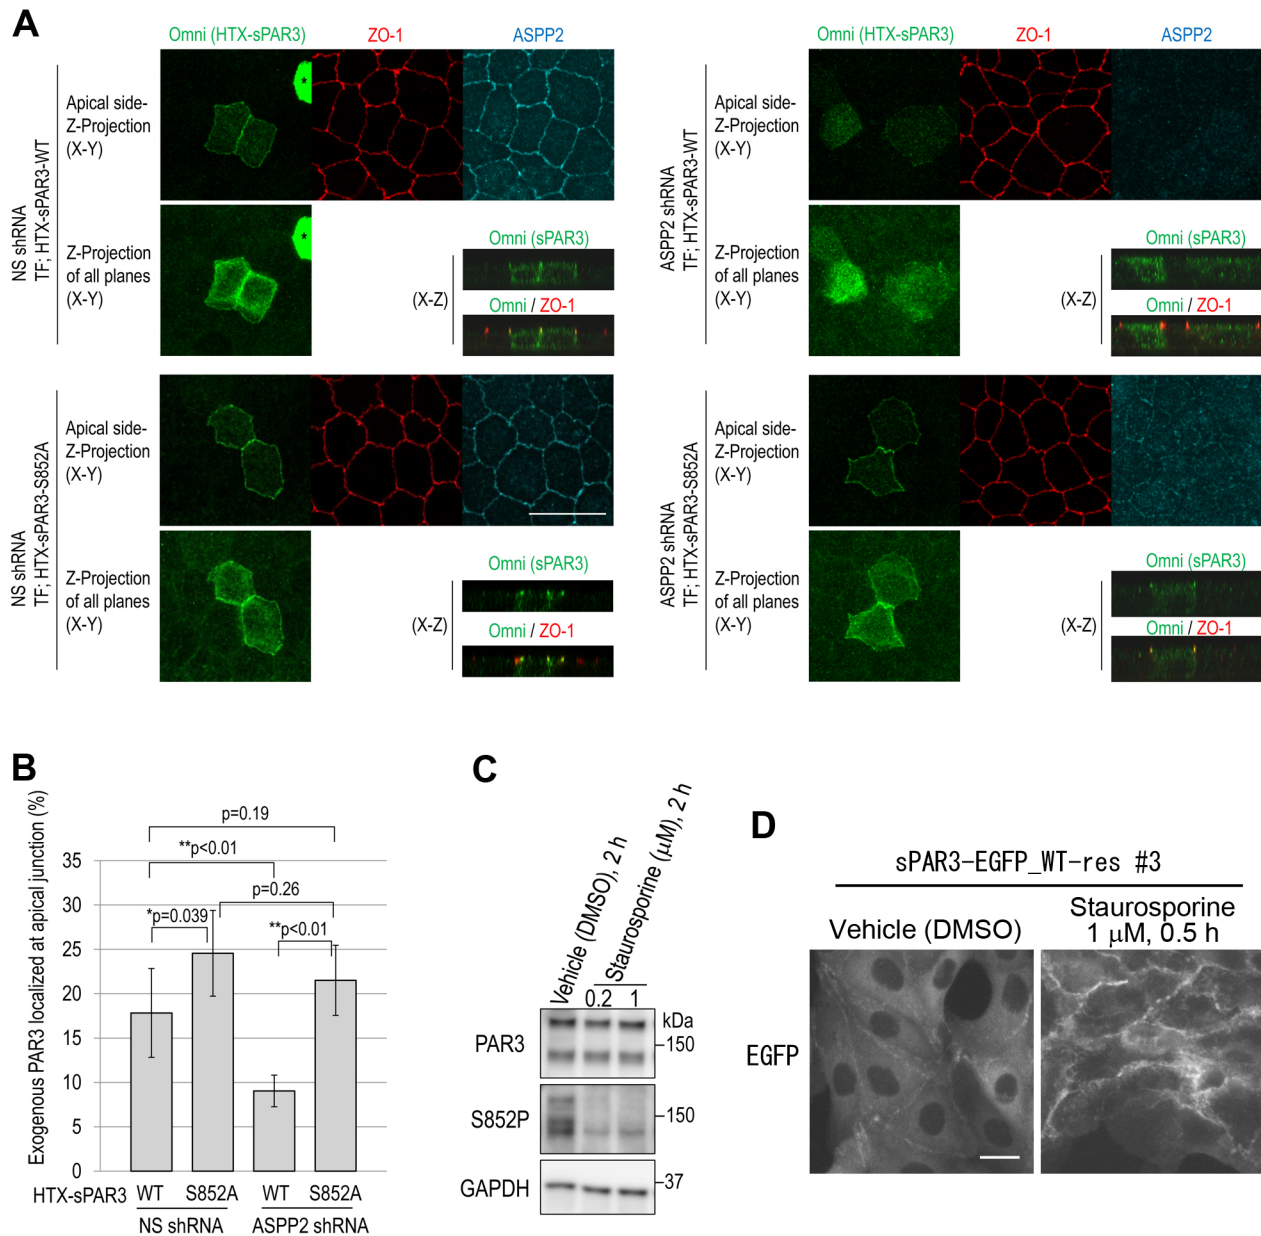 A
Omni (HTX-sPAR3)
ZO-1
ASPP2
NS shRNA
TF; HTX-sPAR3-WT
Apical side-
Z-Projection
(X-Y)
*
Z-Projection
of all planes
(X-Y)
*
(X-Z)
Omni (sPAR3)
Omni / ZO-1
NS shRNA
TF; HTX-sPAR3-S852A
Apical side-
Z-Projection
(X-Y)
Z-Projection
of all planes
(X-Y)
(X-Z)
Omni (sPAR3)
Omni / ZO-1
Omni (HTX-sPAR3)
ZO-1
ASPP2
ASPP2 shRNA
TF; HTX-sPAR3-WT
Apical side-
Z-Projection
(X-Y)
Z-Projection
of all planes
(X-Y)
(X-Z)
Omni (sPAR3)
Omni / ZO-1
ASPP2 shRNA
TF; HTX-sPAR3-S852A
Apical side-
Z-Projection
(X-Y)
Z-Projection
of all planes
(X-Y)
(X-Z)
Omni (sPAR3)
Omni / ZO-1
B
Exogenous PAR3 localized at apical junction (%)
p=0.19
**p<0.01
p=0.26
*p=0.039
**p<0.01
35
30
25
20
15
10
5
0
HTX-sPAR3 WT S852A WT S852A
NS shRNA ASPP2 shRNA
C
Vehicle (DMSO), 2 h
Staurosporine (μM), 2 h
0.2 1
kDa
PAR3
150
S852P
150
GAPDH
37
D
sPAR3-EGFP_WT-res #3
Vehicle (DMSO)
Staurosporine
1 μM, 0.5 h
EGFP